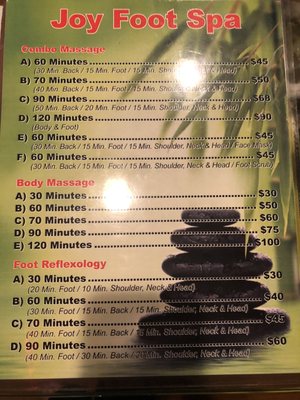 Joy Foot Spa
Combo Massage
A) 60 Minutes........................$45
(30 Min. Back / 15 Min. Foot / 15 Min. Shoulder, Neck & Head)
B) 70 Minutes........................$50
(40 Min. Back / 15 Min. Foot / 15 Min. Shoulder, Neck & Head)
C) 90 Minutes........................$68
(50 Min. Back / 20 Min. Foot / Min. Shoulder, Neck & Head)
D) 120 Minutes........................$90
(Body & Foot)
E) 60 Minutes........................$45
(30 Min. Back / 15 Min. Foot / 15 Min. Shoulder, Neck & Head / Face Mask)
F) 60 Minutes........................$45
(30 Min. Back / 15 Min. Foot / 15 Min. Shoulder, Neck & Head / Foot Scrub)
Body Massage
A) 30 Minutes........................$30
B) 60 Minutes........................$50
C) 70 Minutes........................$60
D) 90 Minutes........................$75
E) 120 Minutes........................$100
Foot Reflexology
A) 30 Minutes........................$30
(20 Min. Foot / 10 Min. Shoulder, Neck & Head)
B) 60 Minutes........................$40
(30 Min. Foot / 15 Min. Back / 15 Min. Shoulder, Neck & Head)
C) 70 Minutes........................$45
(40 Min. Foot / 15 Min. Back / 15 Min. Shoulder, Neck & Head)
D) 90 Minutes........................$60
(40 Min. Foot / 30 Min. Back / 20 Min. Shoulder, Neck & Head)